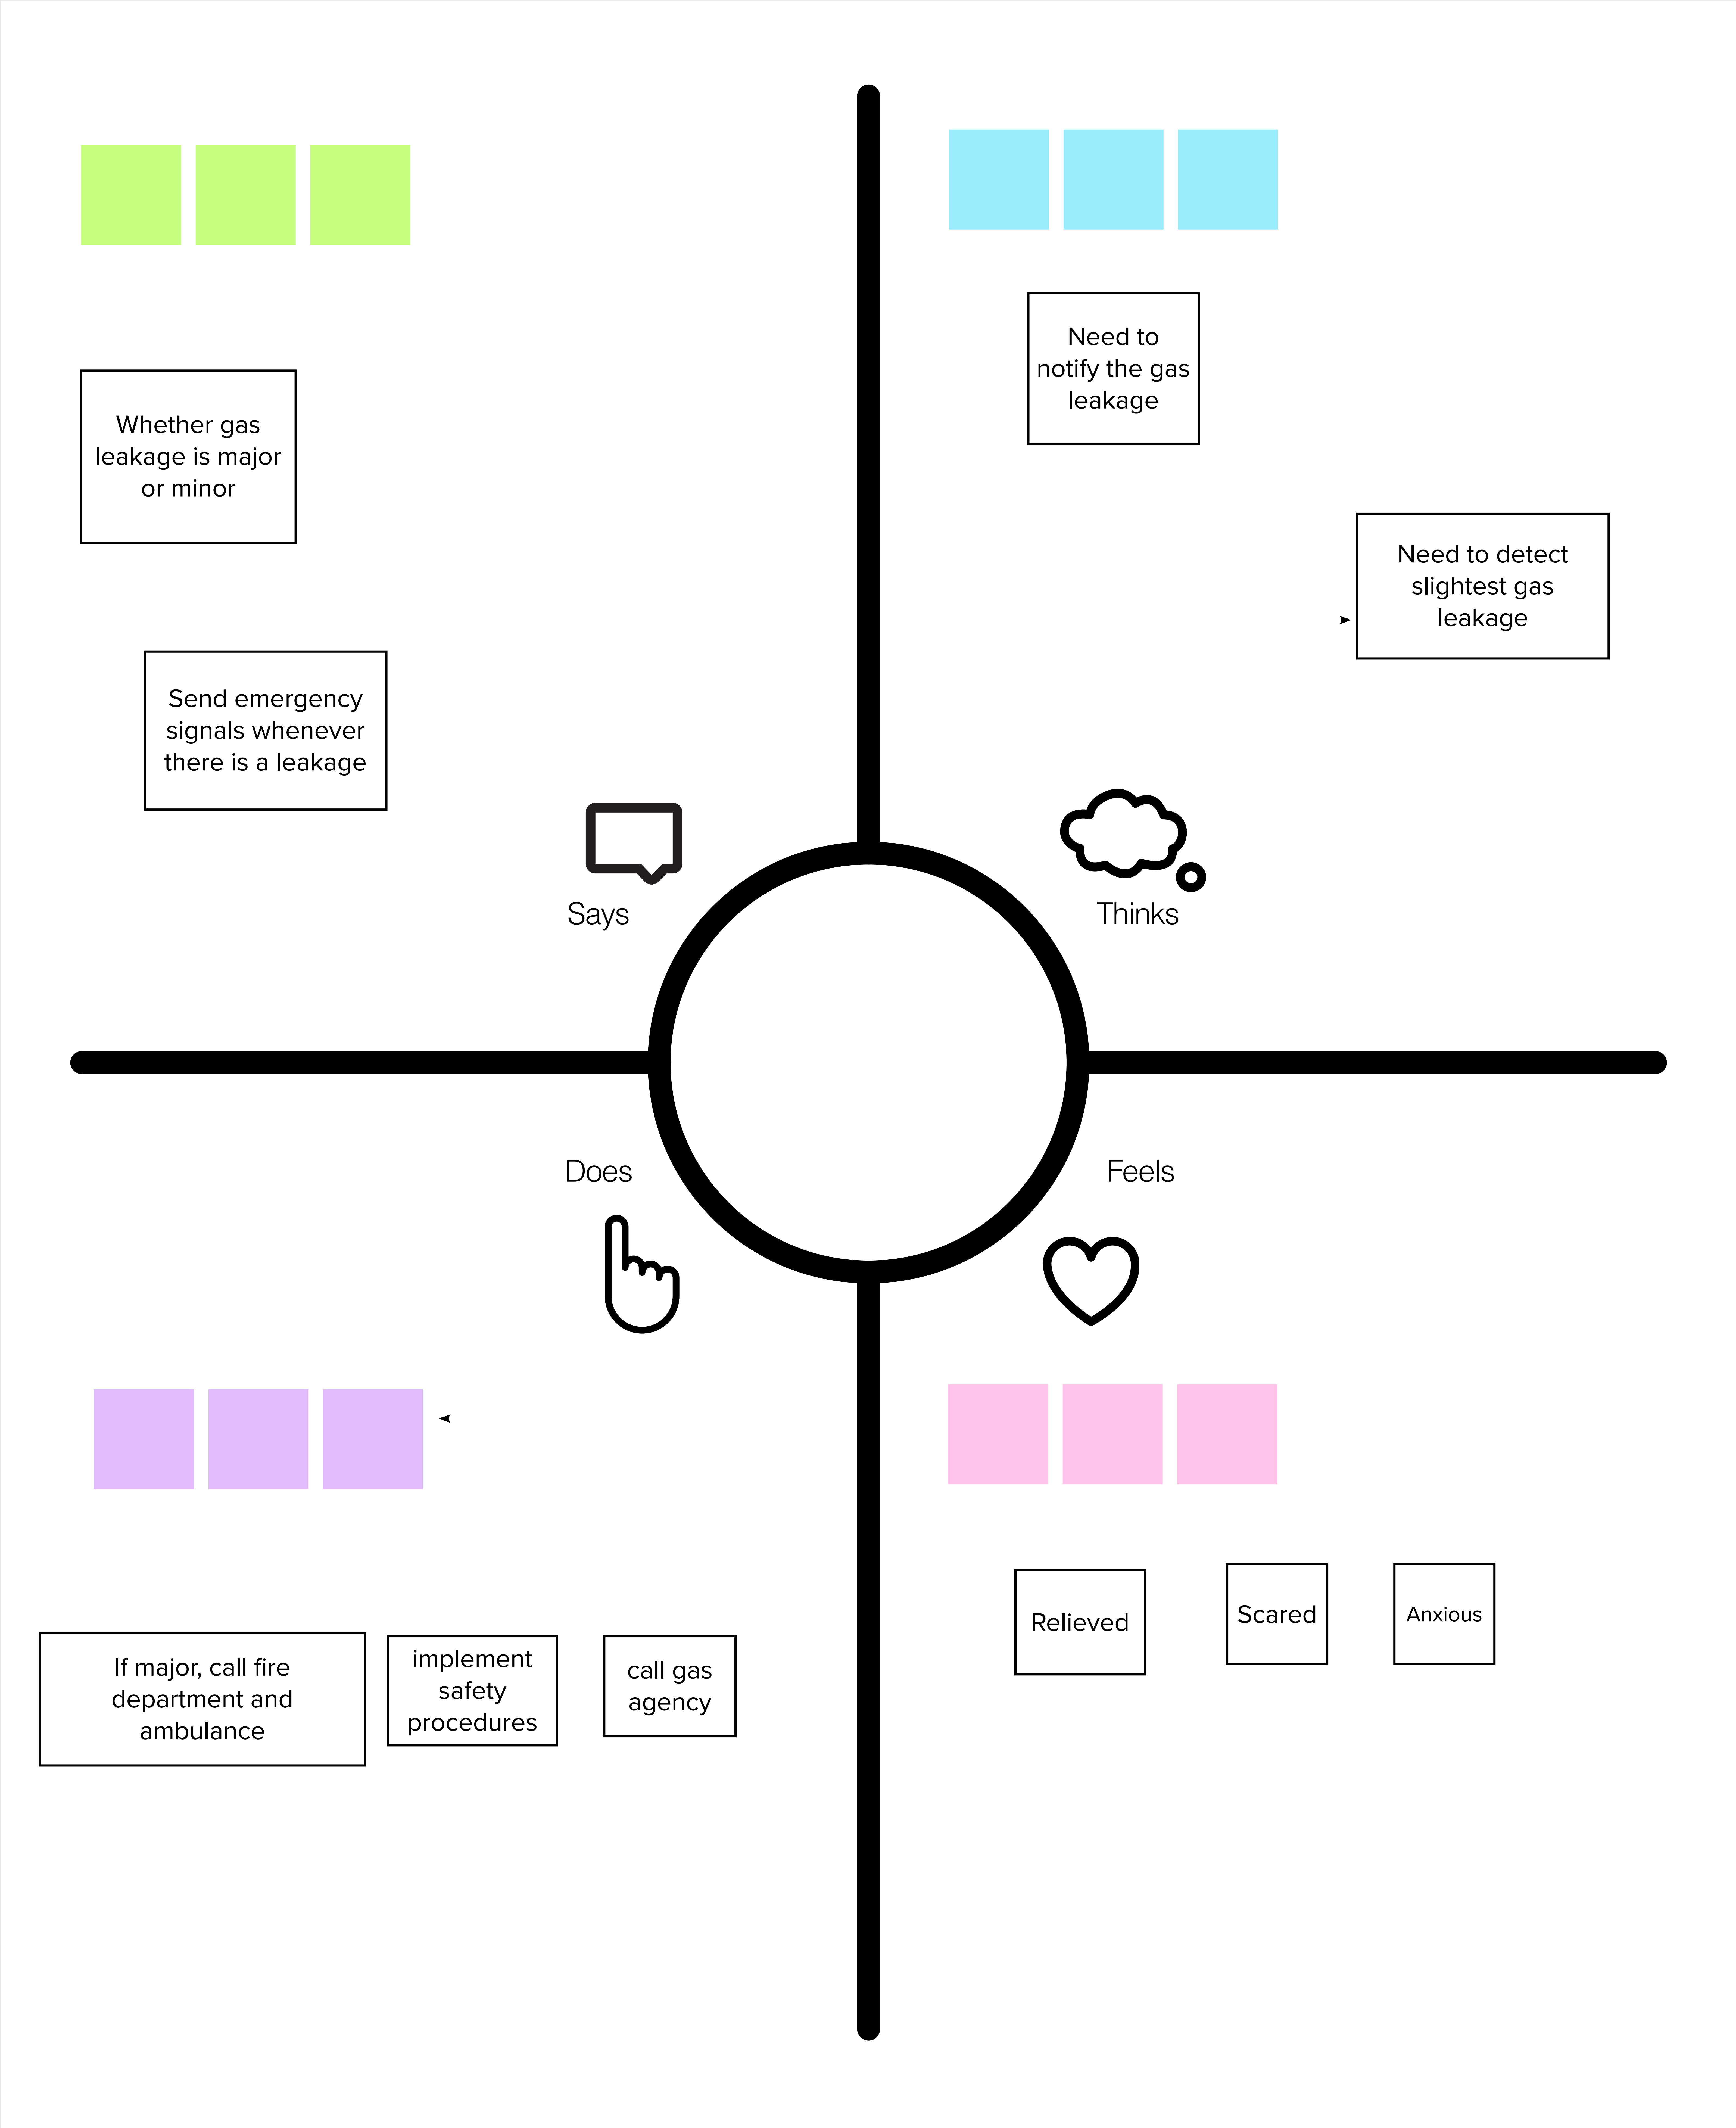 Whether gas
leakage is major
or minor
Send emergency
signals whenever
there is a leakage
Says
Need to
notify the gas
leakage
Need to detect
slightest gas
leakage
Thinks
Does
If major, call fire
department and
ambulance
implement
safety
procedures
call gas
agency
Feels
Relieved
Scared
Anxious